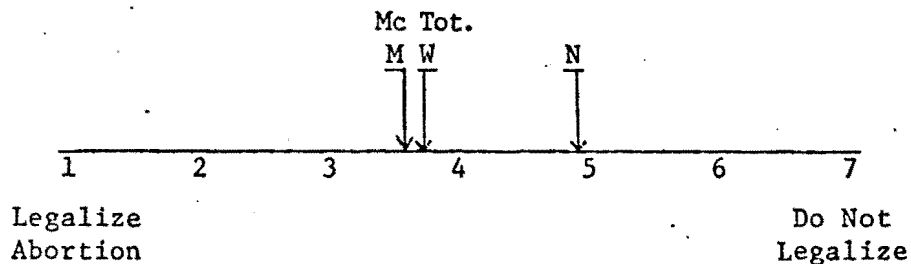 Mc Tot.
M W N
1 2 3 4 5 6 7
Legalize Do Not
Abortion Legalize